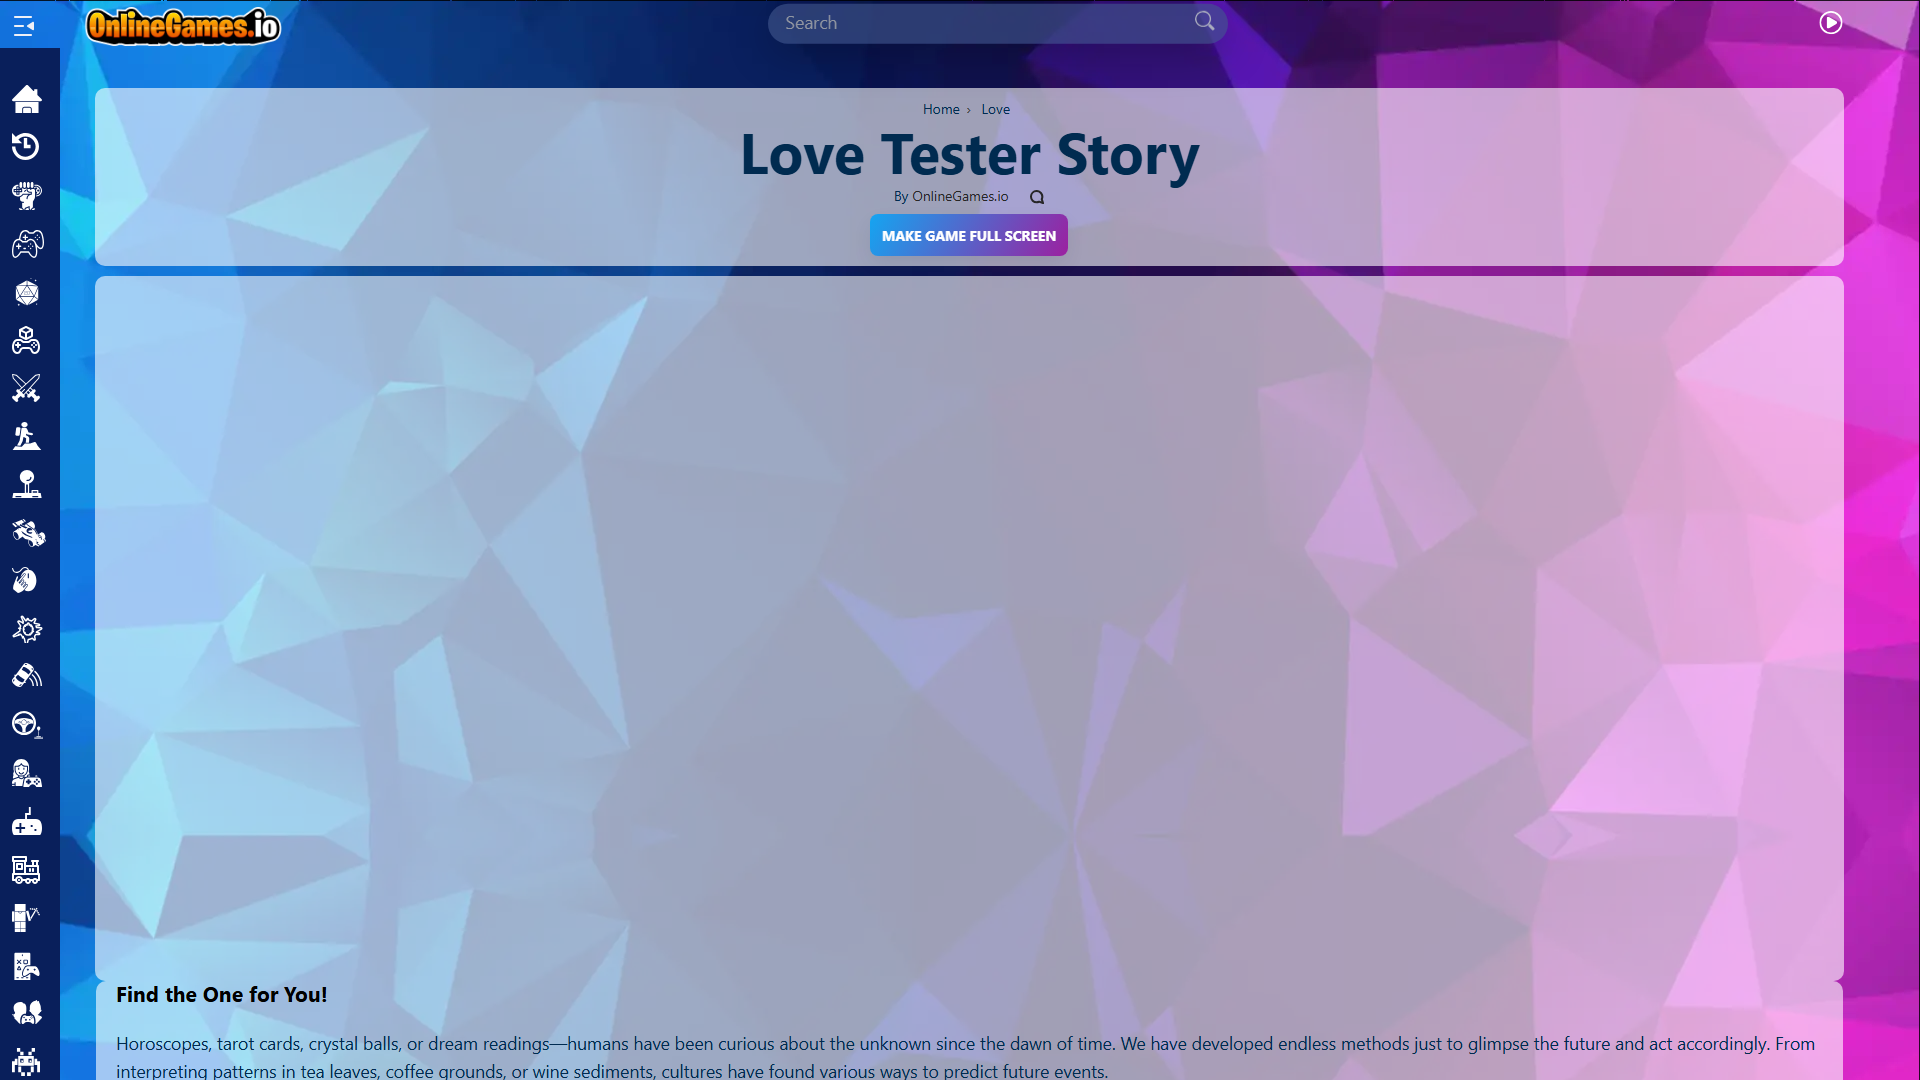 OnlineGames.io
Search
Home › Love
Love Tester Story
By OnlineGames.io
MAKE GAME FULL SCREEN
Find the One for You!
Horoscopes, tarot cards, crystal balls, or dream readings—humans have been curious about the unknown since the dawn of time. We have developed endless methods just to glimpse the future and act accordingly. From
interpreting patterns in tea leaves, coffee grounds, or wine sediments, cultures have found various ways to predict future events.